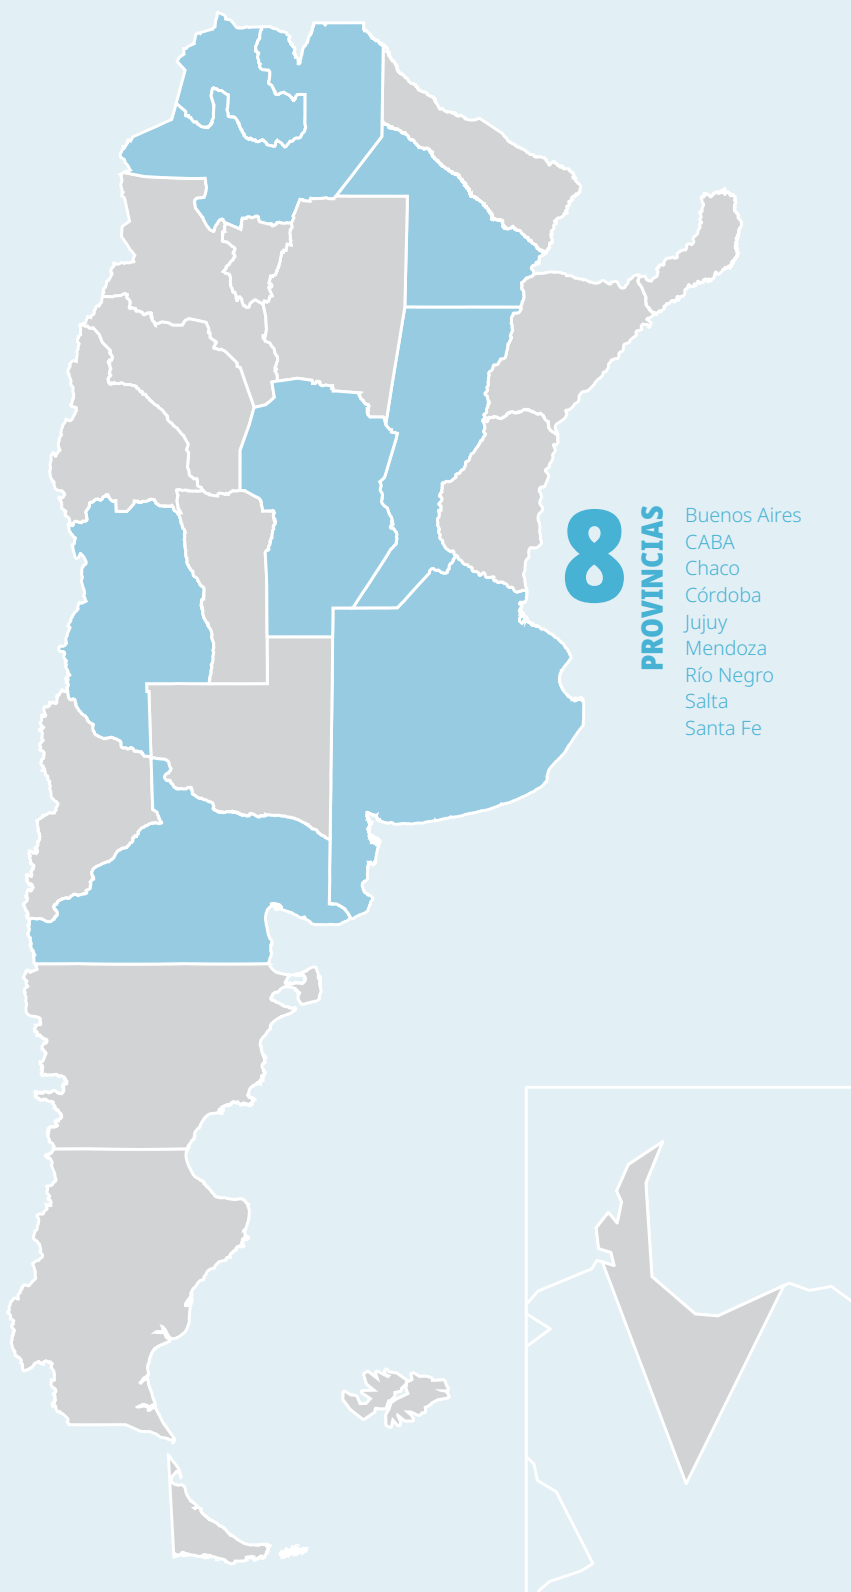 8
PROVINCIAS
Buenos Aires
CABA
Chaco
Córdoba
Jujuy
Mendoza
Río Negro
Salta
Santa Fe